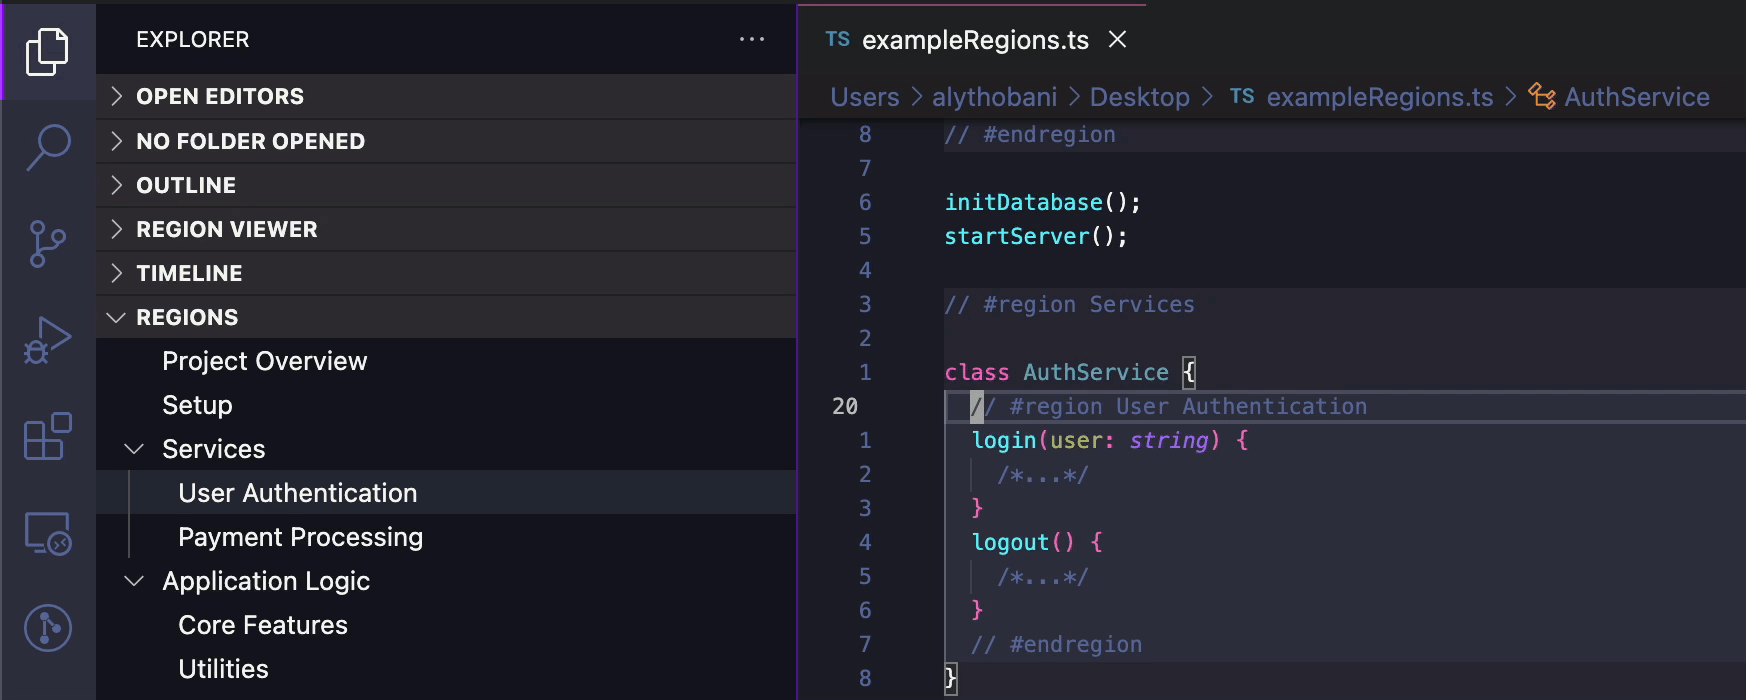 EXPLORER
OPEN EDITORS
NO FOLDER OPENED
OUTLINE
REGION VIEWER
TIMELINE
REGIONS
Project Overview
Setup
Services
User Authentication
Payment Processing
Application Logic
Core Features
Utilities
TS exampleRegions.ts
Users > alythobani > Desktop > TS exampleRegions.ts > AuthService
8 // #endregion
7
6 initDatabase();
5 startServer();
4
3 // #region Services
2
1 class AuthService {
20 // #region User Authentication
1 login(user: string) {
2 /*...*/
3 }
4 logout() {
5 /*...*/
6 }
7 // #endregion
8 }